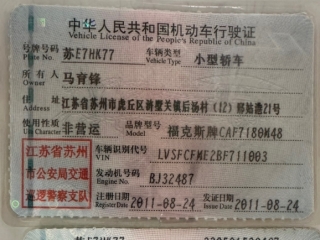 中华人民共和国机动车行驶证
Vehicle License of the People's Republic of China
号牌号码 苏E7HK77 车辆类型 小型轿车
Plate No. Vehicle Type
所有人 马育锋
Owner
住址 江苏省苏州市虎丘区浒墅关镇后汤村（12）移姑港21号
Address
使用性质 非营运 品牌型号 福克斯牌CAF7180M48
Use Character Model
江苏省苏州 车辆识别代号 LVSFCFME2BF711003
VIN
市公安局交通 发动机号码 BJ32487
Engine No.
巡逻警察支队 注册日期 2011-08-24 发证日期 2011-08-24
Register Date Issue Date